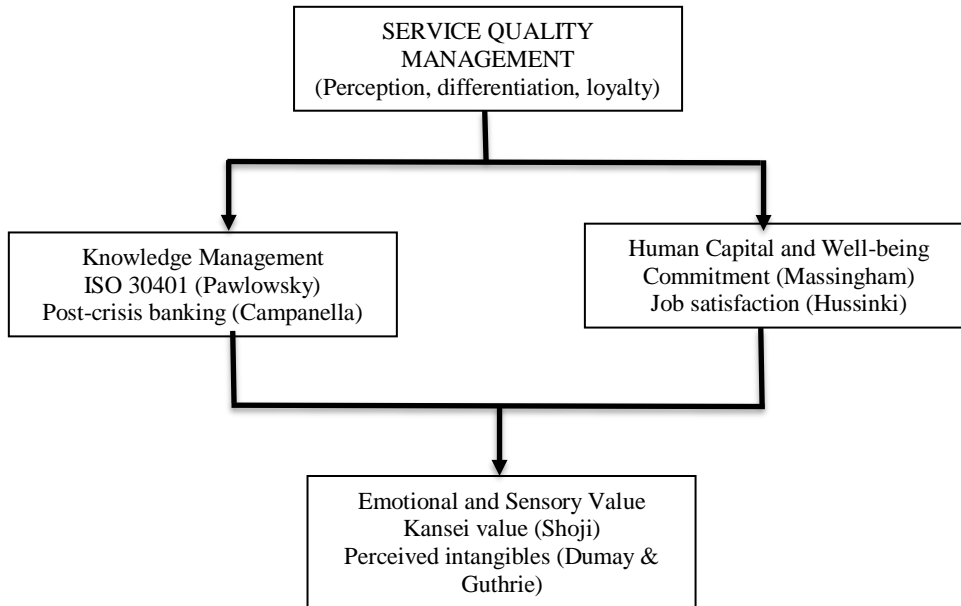 SERVICE QUALITY
MANAGEMENT
(Perception, differentiation, loyalty)
Knowledge Management
ISO 30401 (Pawlowsky)
Post-crisis banking (Campanella)
Human Capital and Well-being
Commitment (Massingham)
Job satisfaction (Hussinki)
Emotional and Sensory Value
Kansei value (Shoji)
Perceived intangibles (Dumay &
Guthrie)